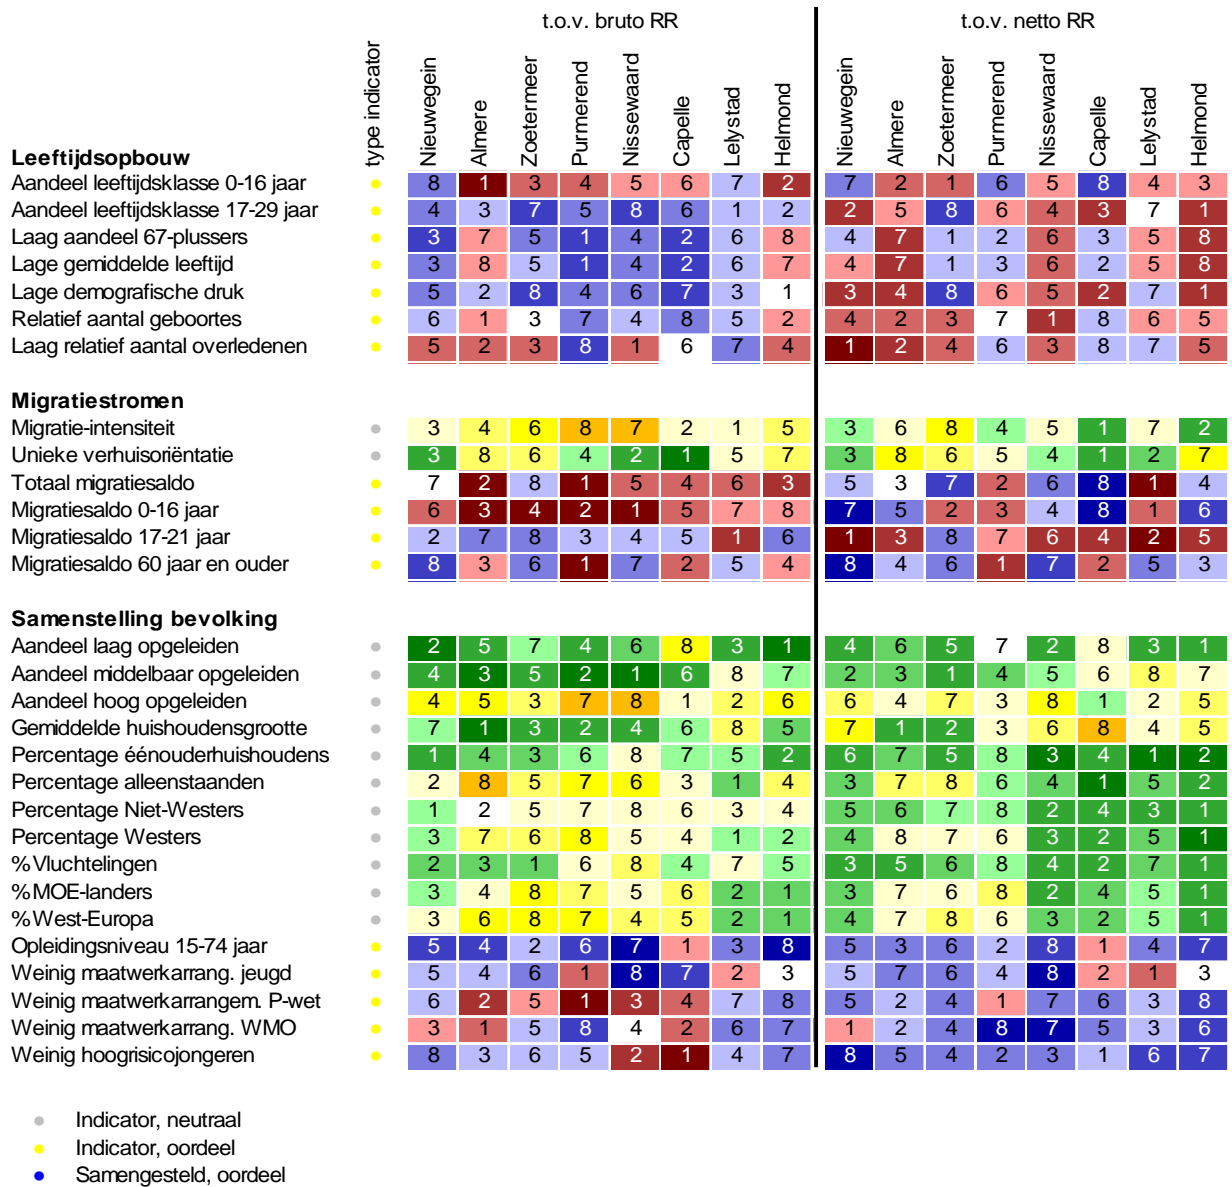 t.o.v. bruto RR t.o.v. netto RR
type indicator Nieuwegein Almere Zoetermeer Purmerend Nissewaard Capelle Lelystad Helmond Nieuwegein Almere Zoetermeer Purmerend Nissewaard Capelle Lelystad Helmond
Leeftijdsopbouw
Aandeel leeftijdsklasse 0-16 jaar 8 1 3 4 5 6 7 2 7 2 1 6 5 8 4 3
Aandeel leeftijdsklasse 17-29 jaar 4 3 7 5 8 6 1 2 2 5 8 6 4 3 7 1
Laag aandeel 67-plussers 3 7 5 1 4 2 6 8 4 7 1 2 6 3 5 8
Lage gemiddelde leeftijd 3 8 5 1 4 2 6 7 4 7 1 3 6 2 5 8
Lage demografische druk 5 2 8 4 6 7 3 1 3 4 8 6 5 2 7 1
Relatief aantal geboortes 6 1 3 7 4 8 5 2 4 2 3 7 1 8 6 5
Laag relatief aantal overledenen 5 2 3 8 1 6 7 4 1 2 4 6 3 8 7 5
Migratiestromen
Migratie-intensiteit 3 4 6 8 7 2 1 5 3 6 8 4 5 1 7 2
Unieke verhuisoriëntatie 3 8 6 4 2 1 5 7 3 8 6 5 4 1 2 7
Totaal migratiesaldo 7 2 8 1 5 4 6 3 5 3 7 2 6 8 1 4
Migratiesaldo 0-16 jaar 6 3 4 2 1 5 7 8 7 5 2 3 4 8 1 6
Migratiesaldo 17-21 jaar 2 7 8 3 4 5 1 6 1 3 8 7 6 4 2 5
Migratiesaldo 60 jaar en ouder 8 3 6 1 7 2 5 4 8 4 6 1 7 2 5 3
Samenstelling bevolking
Aandeel laag opgeleiden 2 5 7 4 6 8 3 1 4 6 5 7 2 8 3 1
Aandeel middelbaar opgeleiden 4 3 5 2 1 6 8 7 2 3 1 4 5 6 8 7
Aandeel hoog opgeleiden 4 5 3 7 8 1 2 6 6 4 7 3 8 1 2 5
Gemiddelde huishoudensgrootte 7 1 3 2 4 6 8 5 7 1 2 3 6 8 4 5
Percentage éénouderhuishoudens 1 4 3 6 8 7 5 2 6 7 5 8 3 4 1 2
Percentage alleenstaanden 2 8 5 7 6 3 1 4 3 7 8 6 4 1 5 2
Percentage Niet-Westers 1 2 5 7 8 6 3 4 5 6 7 8 2 4 3 1
Percentage Westers 3 7 6 8 5 4 1 2 4 8 7 6 3 2 5 1
%Vluchtelingen 2 3 1 6 8 4 7 5 3 5 6 8 4 2 7 1
%MOE-landers 3 4 8 7 5 6 2 1 3 7 6 8 2 4 5 1
%West-Europa 3 6 8 7 4 5 2 1 4 7 8 6 3 2 5 1
Opleidingsniveau 15-74 jaar 5 4 2 6 7 1 3 8 5 3 6 2 8 1 4 7
Weinig maatwerkarrang. jeugd 5 4 6 1 8 7 2 3 5 7 6 4 8 2 1 3
Weinig maatwerkarrangem. P-wet 6 2 5 1 3 4 7 8 5 2 4 1 7 6 3 8
Weinig maatwerkarrang. WMO 3 1 5 8 4 2 6 7 1 2 4 8 7 5 3 6
Weinig hoogrisicojongeren 8 3 6 5 2 1 4 7 8 5 4 2 3 1 6 7
Indicator, neutraal
Indicator, oordeel
Samengesteld, oordeel